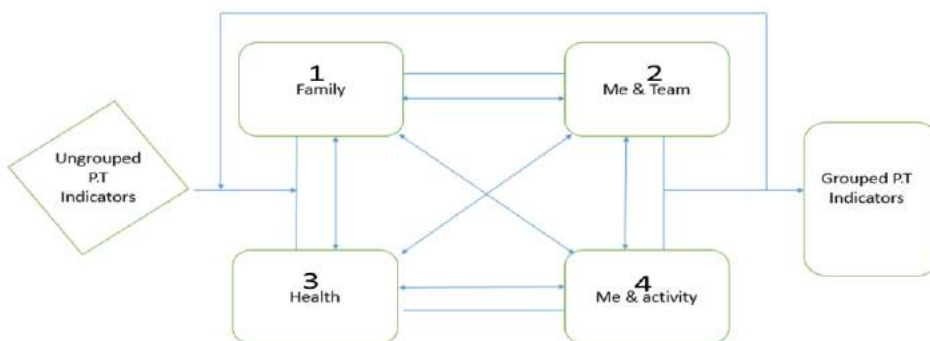 1
Family
2
Me & Team
Ungrouped
P.T
Indicators
Grouped P.T
Indicators
3
Health
4
Me & activity